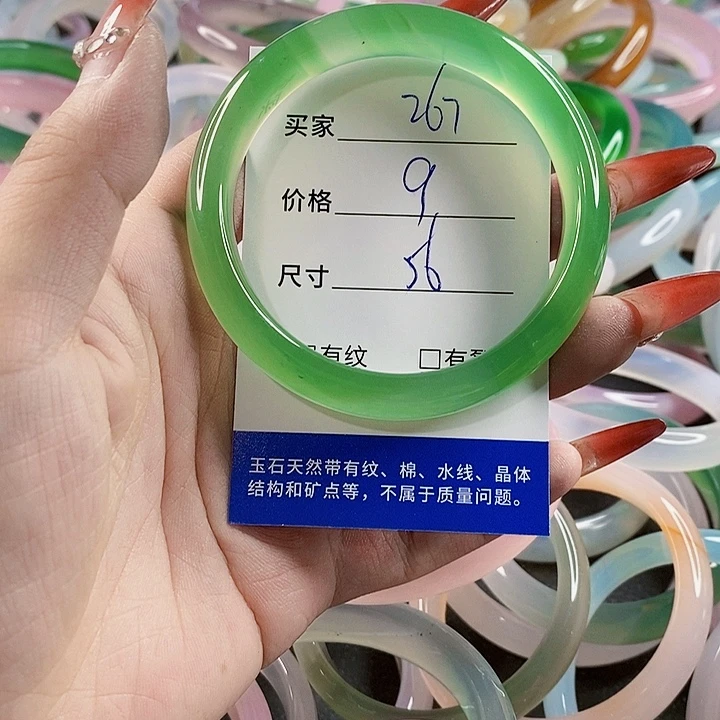 买家 267
价格 9
尺寸 56
有纹 □有
玉石天然带有纹、棉、水线、晶体
结构和矿点等，不属于质量问题。